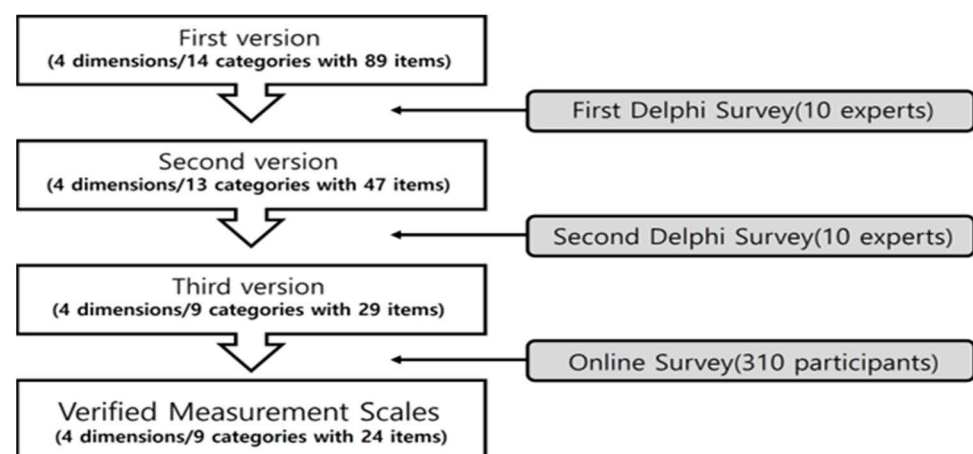 First version
(4 dimensions/14 categories with 89 items)
First Delphi Survey(10 experts)
Second version
(4 dimensions/13 categories with 47 items)
Second Delphi Survey(10 experts)
Third version
(4 dimensions/9 categories with 29 items)
Online Survey(310 participants)
Verified Measurement Scales
(4 dimensions/9 categories with 24 items)